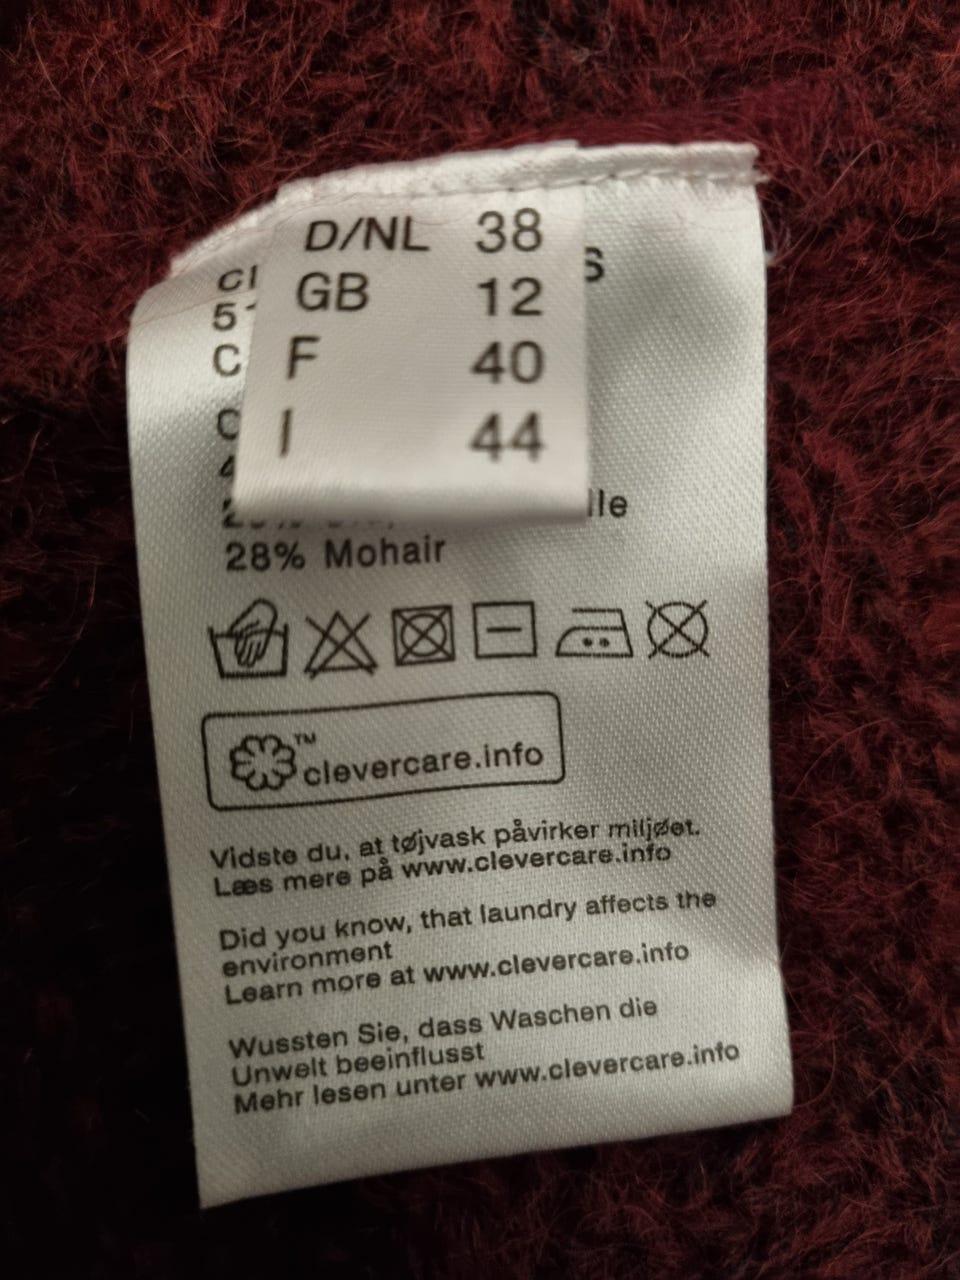 D/NL 38
GB 12
F 40
I 44
28% Mohair
TM
clevercare.info
Vidste du, at tøjvask påvirker miljøet.
Læs mere på www.clevercare.info
Did you know, that laundry affects the
environment
Learn more at www.clevercare.info
Wussten Sie, dass Waschen die
Unwelt beeinflusst
Mehr lesen unter www.clevercare.info